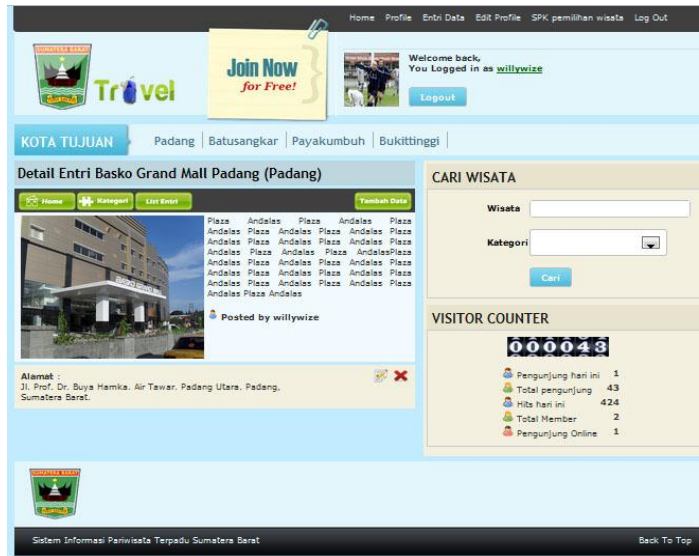 Home Profile Entri Data Edit Profile SPK pemilihan wisata Log Out
SUMATERA BARAT
Travel
Join Now
for Free!
Welcome back,
You Logged in as willywize
Logout
KOTA TUJUAN
Padang Batusangkar Payakumbuh Bukittinggi
Detail Entri Basko Grand Mall Padang (Padang)
Home Kategori List Entri Tambah Data
Plaza Andalas Plaza Andalas Plaza
Andalas Plaza Andalas Plaza Andalas Plaza
Andalas Plaza Andalas Plaza Andalas Plaza
Andalas Plaza Andalas Plaza AndalasPlaza
Andalas Plaza Andalas Plaza Andalas Plaza
Andalas Plaza Andalas Plaza Andalas Plaza
Andalas Plaza Andalas Plaza Andalas Plaza
Andalas Plaza Andalas
Posted by willywize
Alamat :
Jl. Prof. Dr. Buya Hamka. Air Tawar. Padang Utara. Padang,
Sumatera Barat.
CARI WISATA
Wisata
Kategori
Cari
VISITOR COUNTER
000043
Pengunjung hari ini 1
Total pengunjung 43
Hits hari ini 424
Total Member 2
Pengunjung Online 1
SUMATERA BARAT
Sistem Informasi Pariwisata Terpadu Sumatera Barat
Back To Top